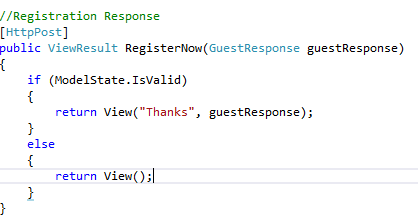 //Registration Response
[HttpPost]
public ViewResult RegisterNow(GuestResponse guestResponse)
{
    if (ModelState.IsValid)
    {
        return View("Thanks", guestResponse);
    }
    else
    {
        return View();
    }
}